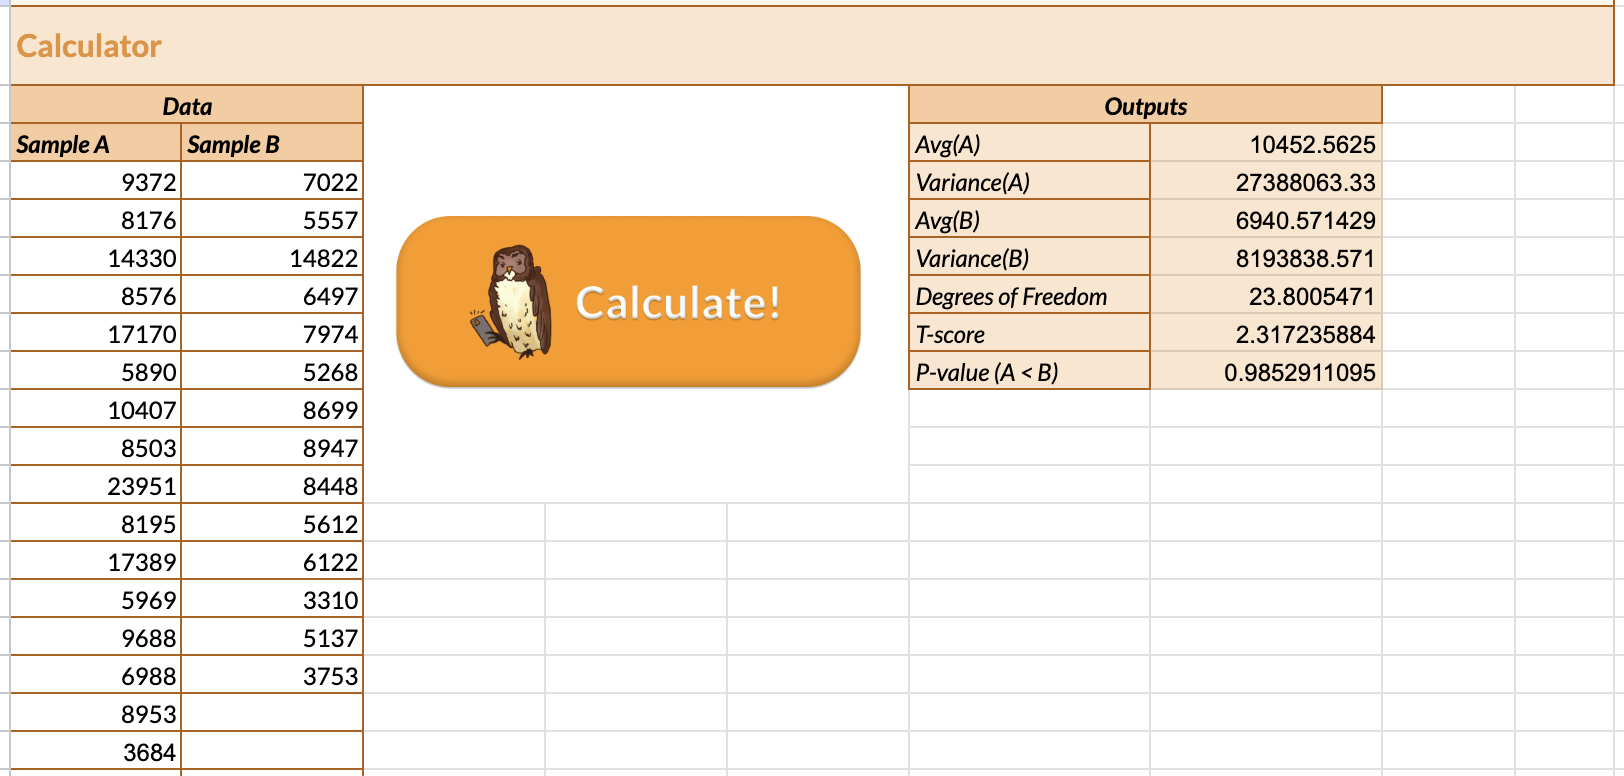 Calculator
Data
Outputs
Sample A Sample B
Avg(A) 10452.5625
9372 7022
Variance(A) 27388063.33
8176 5557
Avg(B) 6940.571429
14330 14822
Variance(B) 8193838.571
8576 6497
Calculate!
Degrees of Freedom 23.8005471
17170 7974
T-score 2.317235884
5890 5268
P-value (A < B) 0.9852911095
10407 8699
8503 8947
23951 8448
8195 5612
17389 6122
5969 3310
9688 5137
6988 3753
8953
3684